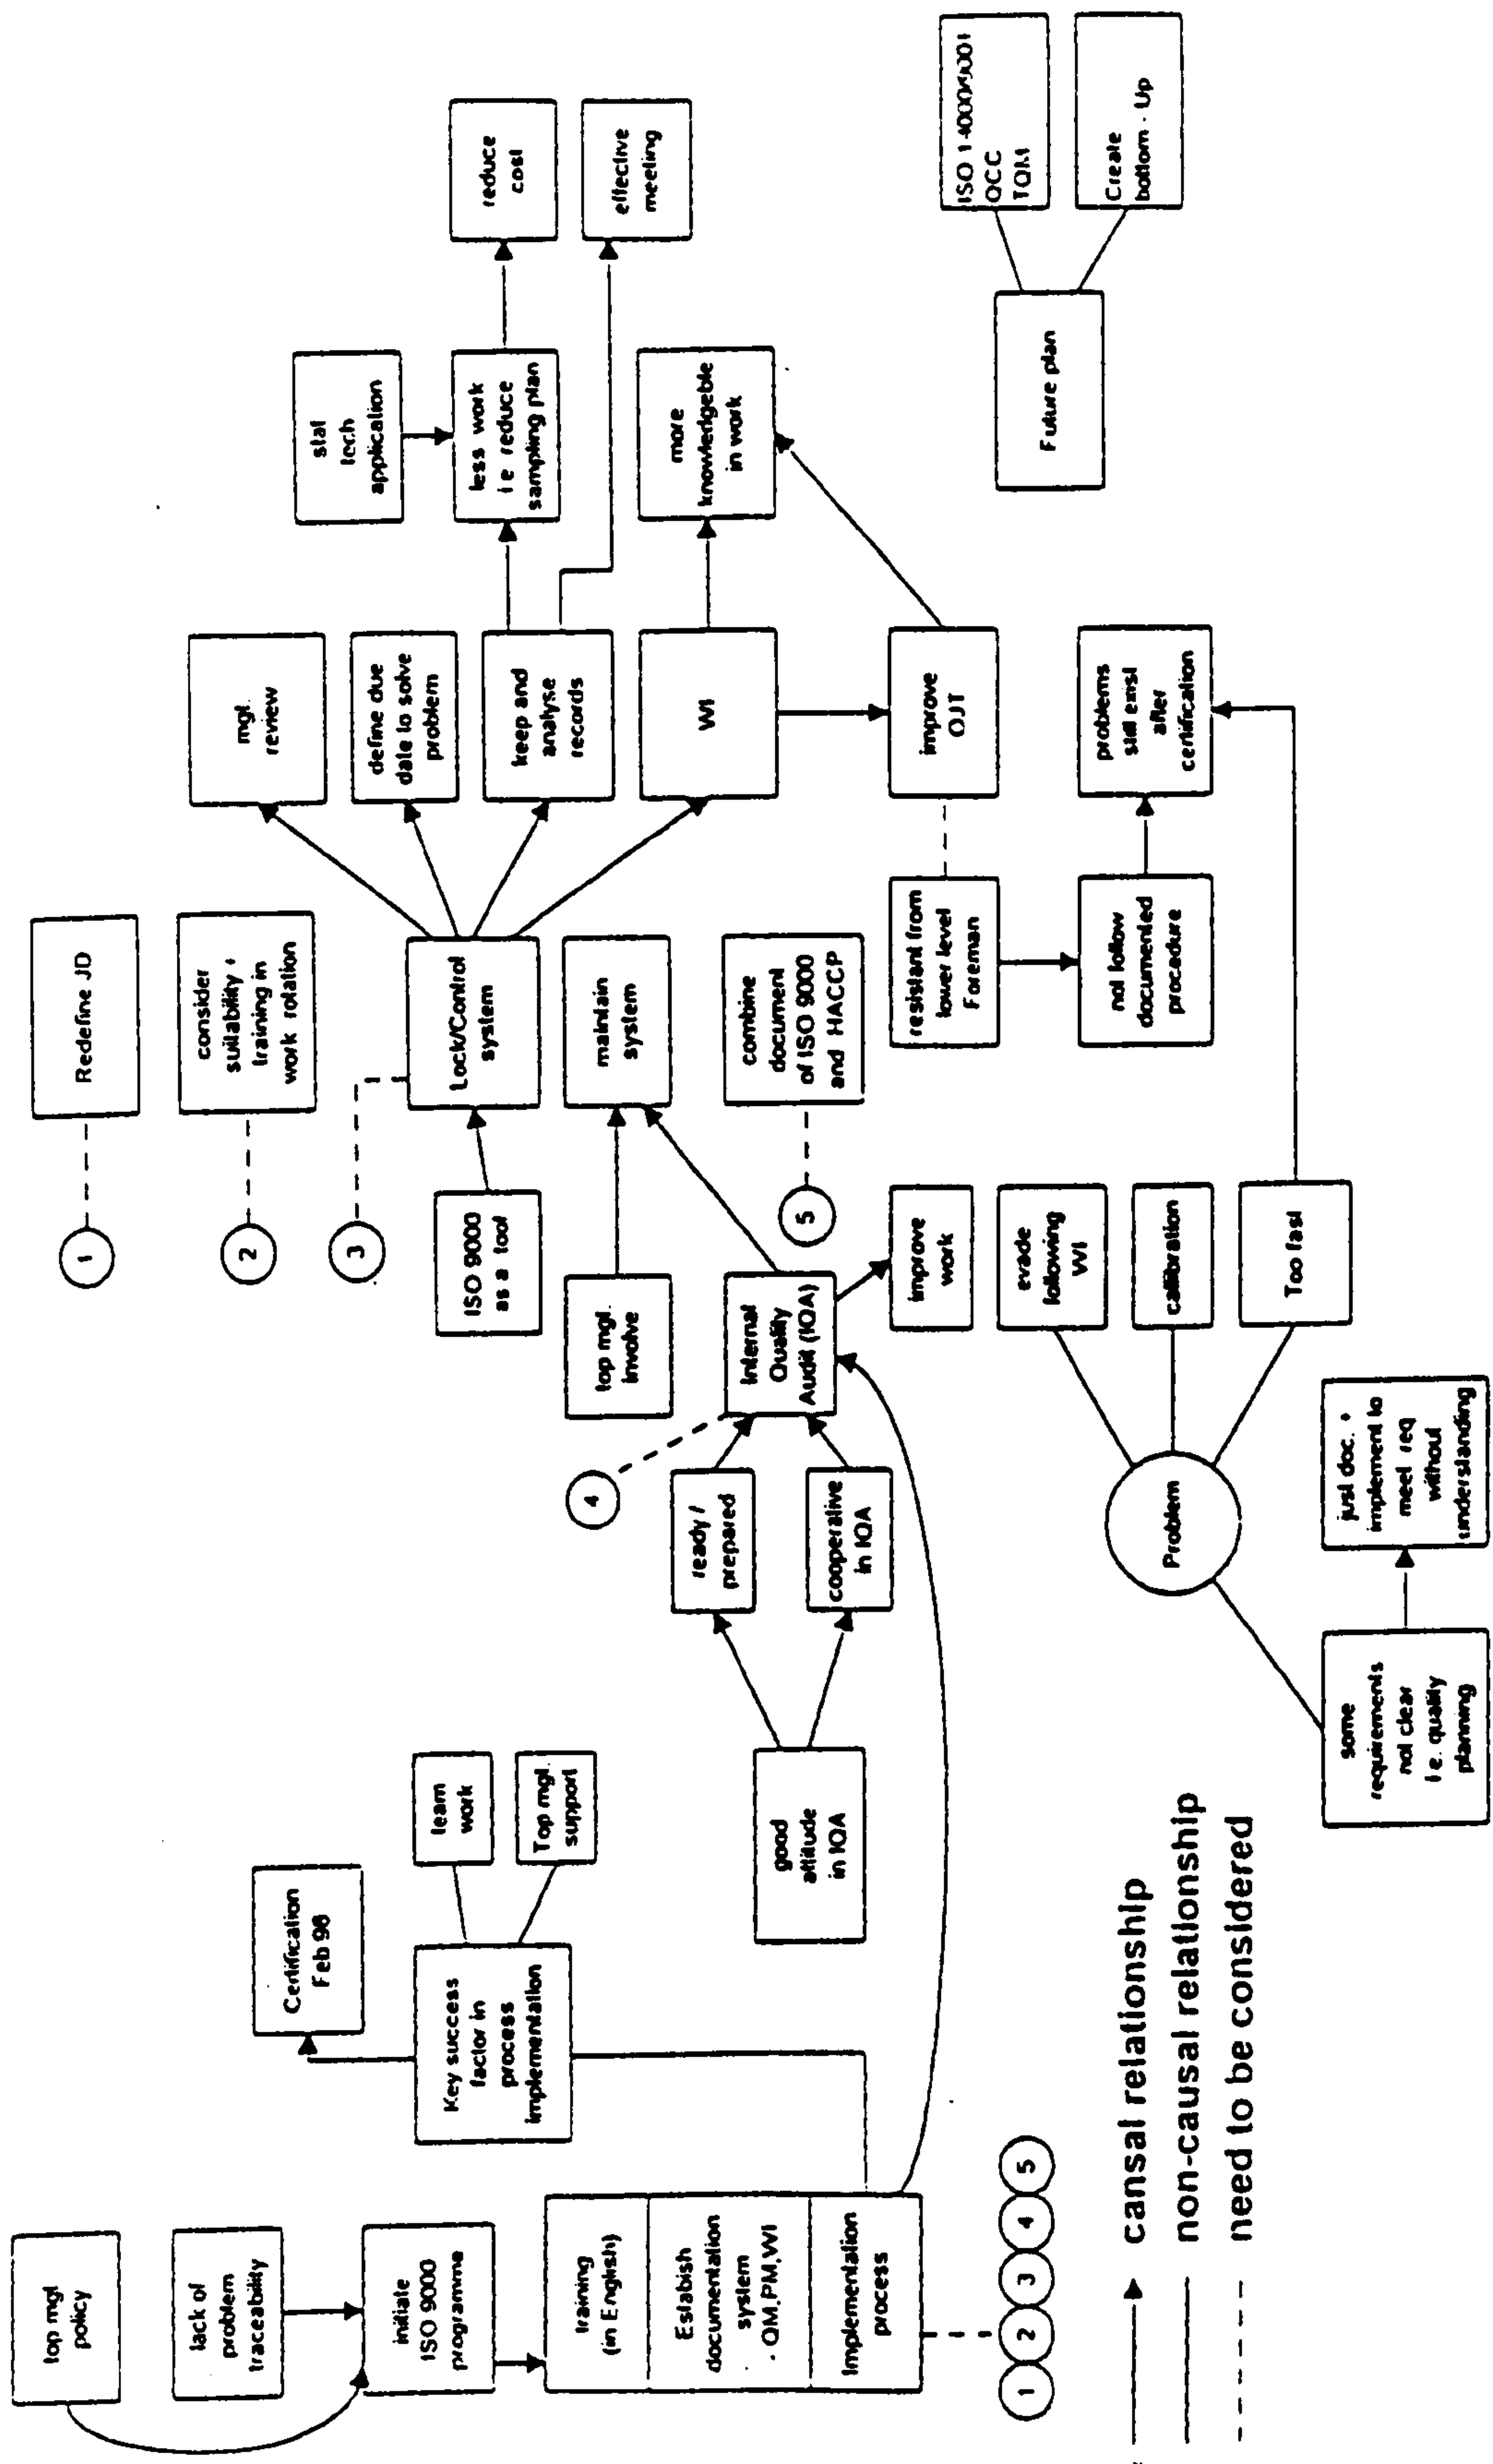 top mgl
policy
lack of
problem
traceability
initiate
ISO 9000
programme
training
(in English)
Estabish
documentation
system
. QM,PM,WI
Implementation
process
1
2
3
4
5
Certification
Feb 98
Key success
factor in
process
implementation
team
work
Top mgl.
support
good
attitude
in IQA
ready /
prepared
cooperative
in IQA
4
Internal
Quality
Audit (IQA)
top mgl.
involve
maintain
system
improve
work
1
Redefine JD
2
consider
suitability +
training in
work rotation
3
ISO 9000
as a tool
Lock/Control
system
5
combine
document
of ISO 9000
and HACCP
mgl.
review
define due
date to solve
problem
keep and
analyse
records
WI
stat
tech
application
less work
i e reduce
sampling plan
reduce
cost
effective
meeting
more
knowledgeble
in work
improve
OJT
resistant from
lower level
Foreman
not follow
documented
procadure
problems
still exist
after
certification
Problem
evade
following
WI
calibration
Too fast
some
requirements
not clear
i e. quality
planning
just doc. +
implement to
meet req
without
understanding
Future plan
QCC
TQM
Create
bottom - Up
cansal relationship
non-causal relationship
need to be considered